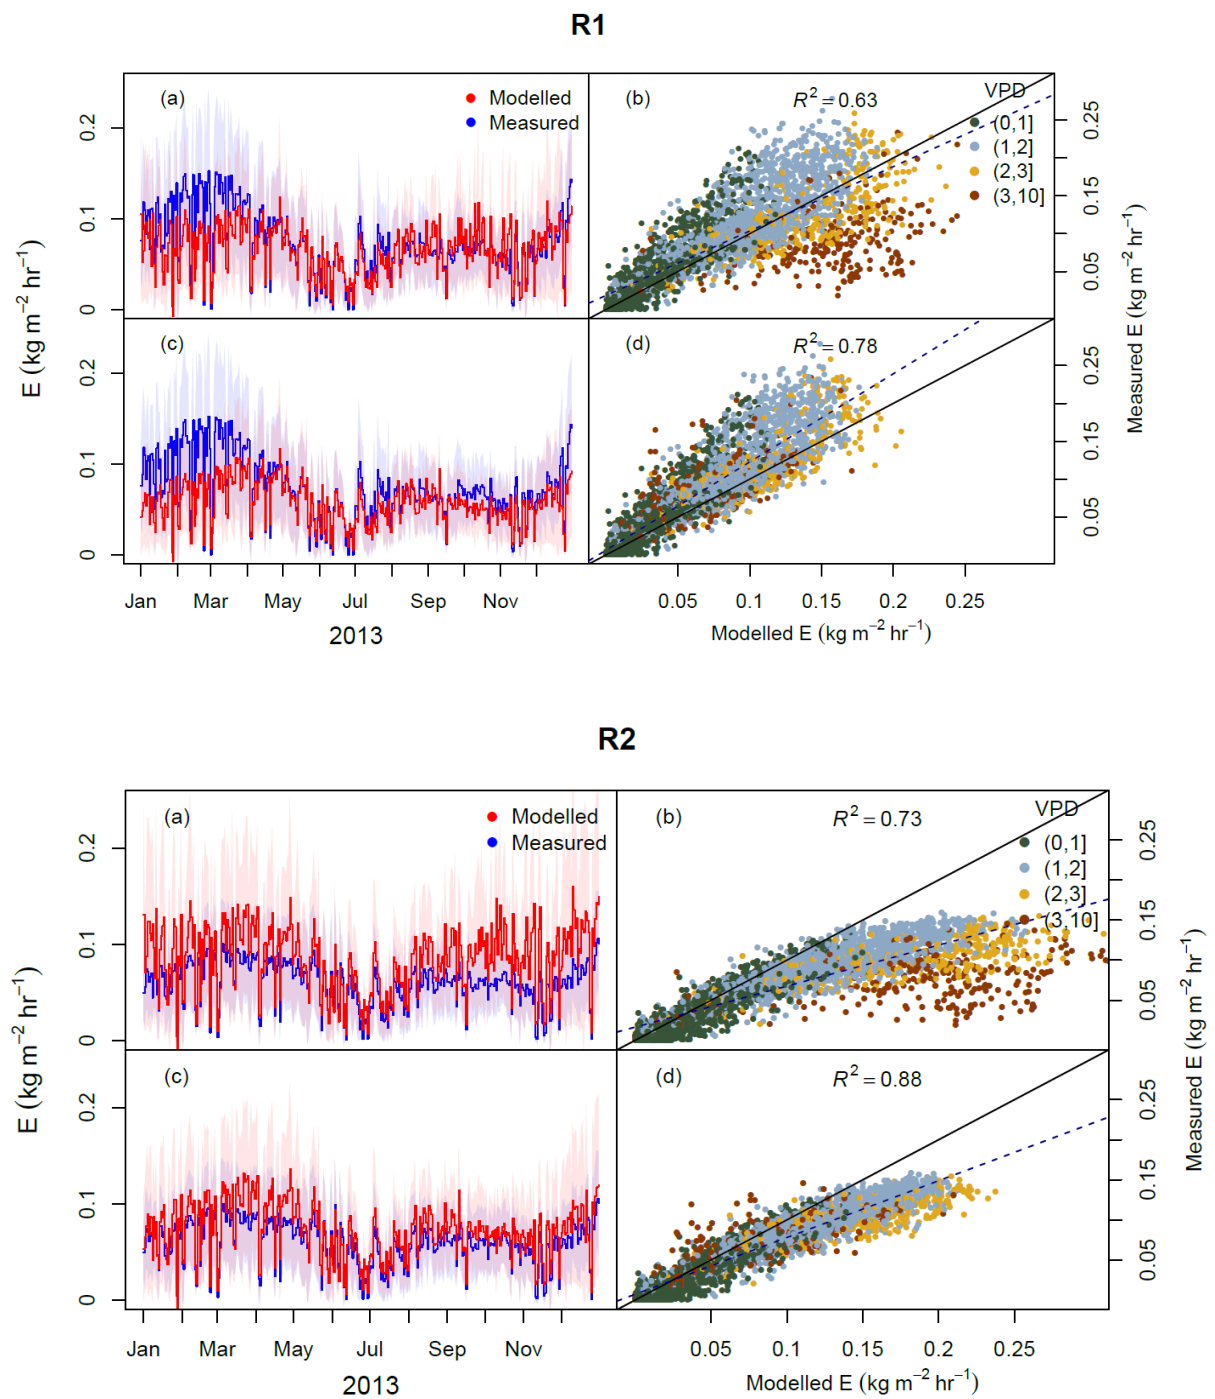 R1
(a)
Modelled
Measured
0.2
0.1
0
E (kg m−2 hr−1)
(b)
R2 = 0.63
VPD
(0,1]
(1,2]
(2,3]
(3,10]
0.25
0.15
0.05
Measured E (kg m−2 hr−1)
(c)
0.2
0.1
0
(d)
R2 = 0.78
0.25
0.15
0.05
Jan Mar May Jul Sep Nov
2013
0.05 0.1 0.15 0.2 0.25
Modelled E (kg m−2 hr−1)
R2
(a)
Modelled
Measured
0.2
0.1
0
E (kg m−2 hr−1)
(b)
R2 = 0.73
VPD
(0,1]
(1,2]
(2,3]
(3,10]
0.25
0.15
0.05
Measured E (kg m−2 hr−1)
(c)
0.2
0.1
0
(d)
R2 = 0.88
0.25
0.15
0.05
Jan Mar May Jul Sep Nov
2013
0.05 0.1 0.15 0.2 0.25
Modelled E (kg m−2 hr−1)